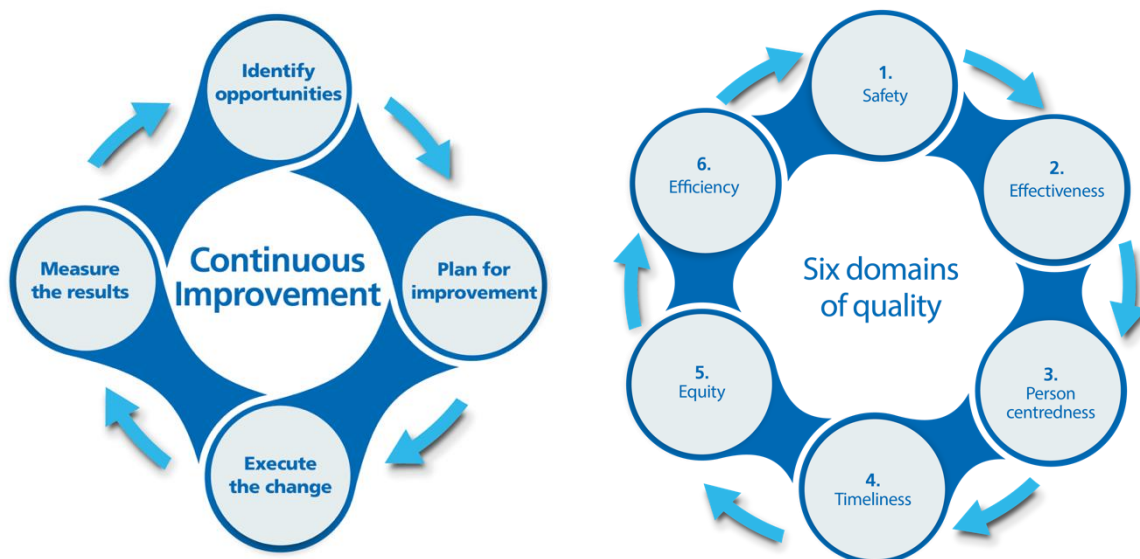 Identify
opportunities
Plan for
improvement
Execute
the change
Measure
the results
Continuous
Improvement
1.
Safety
2.
Effectiveness
3.
Person
centredness
4.
Timeliness
5.
Equity
6.
Efficiency
Six domains
of quality